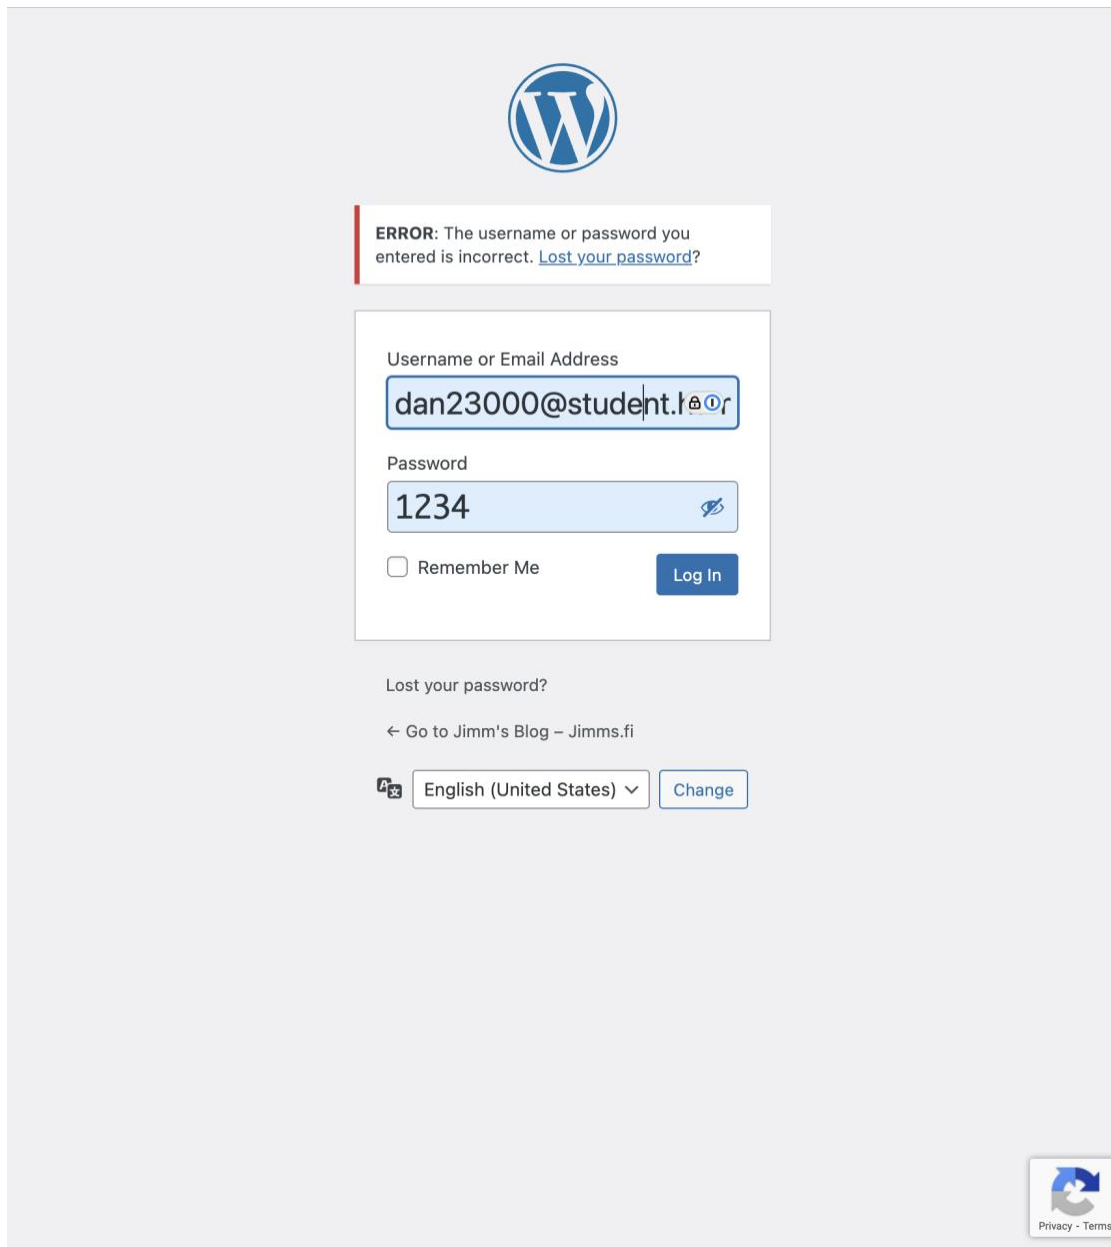 ERROR: The username or password you
entered is incorrect. Lost your password?
Username or Email Address
dan23000@student.
Password
1234
Remember Me
Log In
Lost your password?
← Go to Jimm's Blog – Jimms.fi
English (United States)
Change
Privacy - Terms